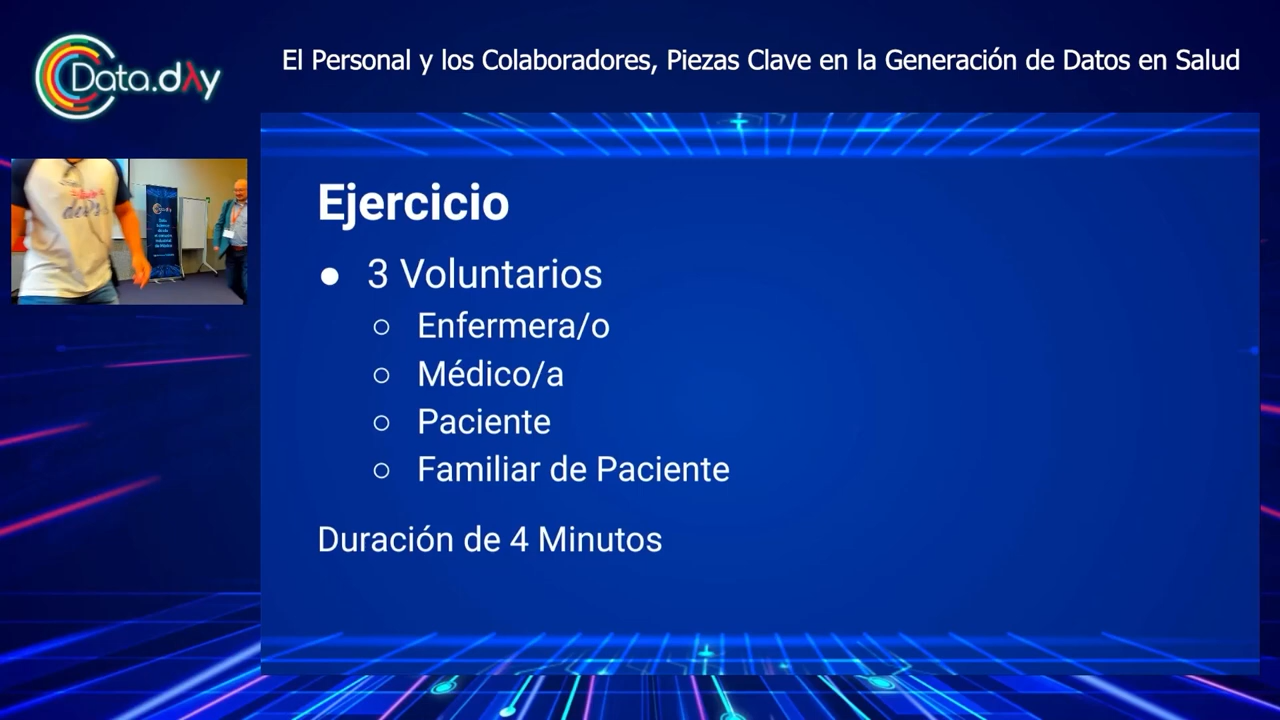 Data.dAy
El Personal y los Colaboradores, Piezas Clave en la Generación de Datos en Salud
Ejercicio
● 3 Voluntarios
○ Enfermera/o
○ Médico/a
○ Paciente
○ Familiar de Paciente
Duración de 4 Minutos